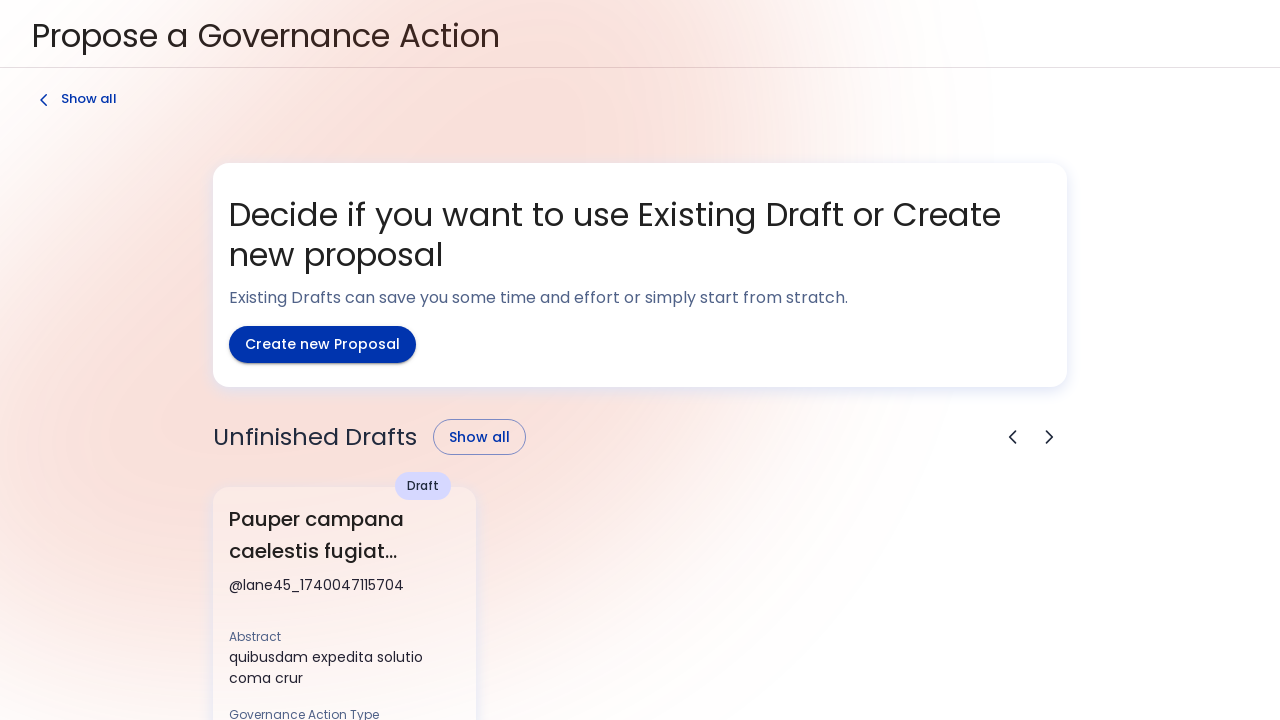 Propose a Governance Action
Show all
Decide if you want to use Existing Draft or Create
new proposal
Existing Drafts can save you some time and effort or simply start from stratch.
Create new Proposal
Unfinished Drafts
Show all
Draft
Pauper campana
caelestis fugiat...
@lane45_1740047115704
Abstract
quibusdam expedita solutio
coma crur
Governance Action Type